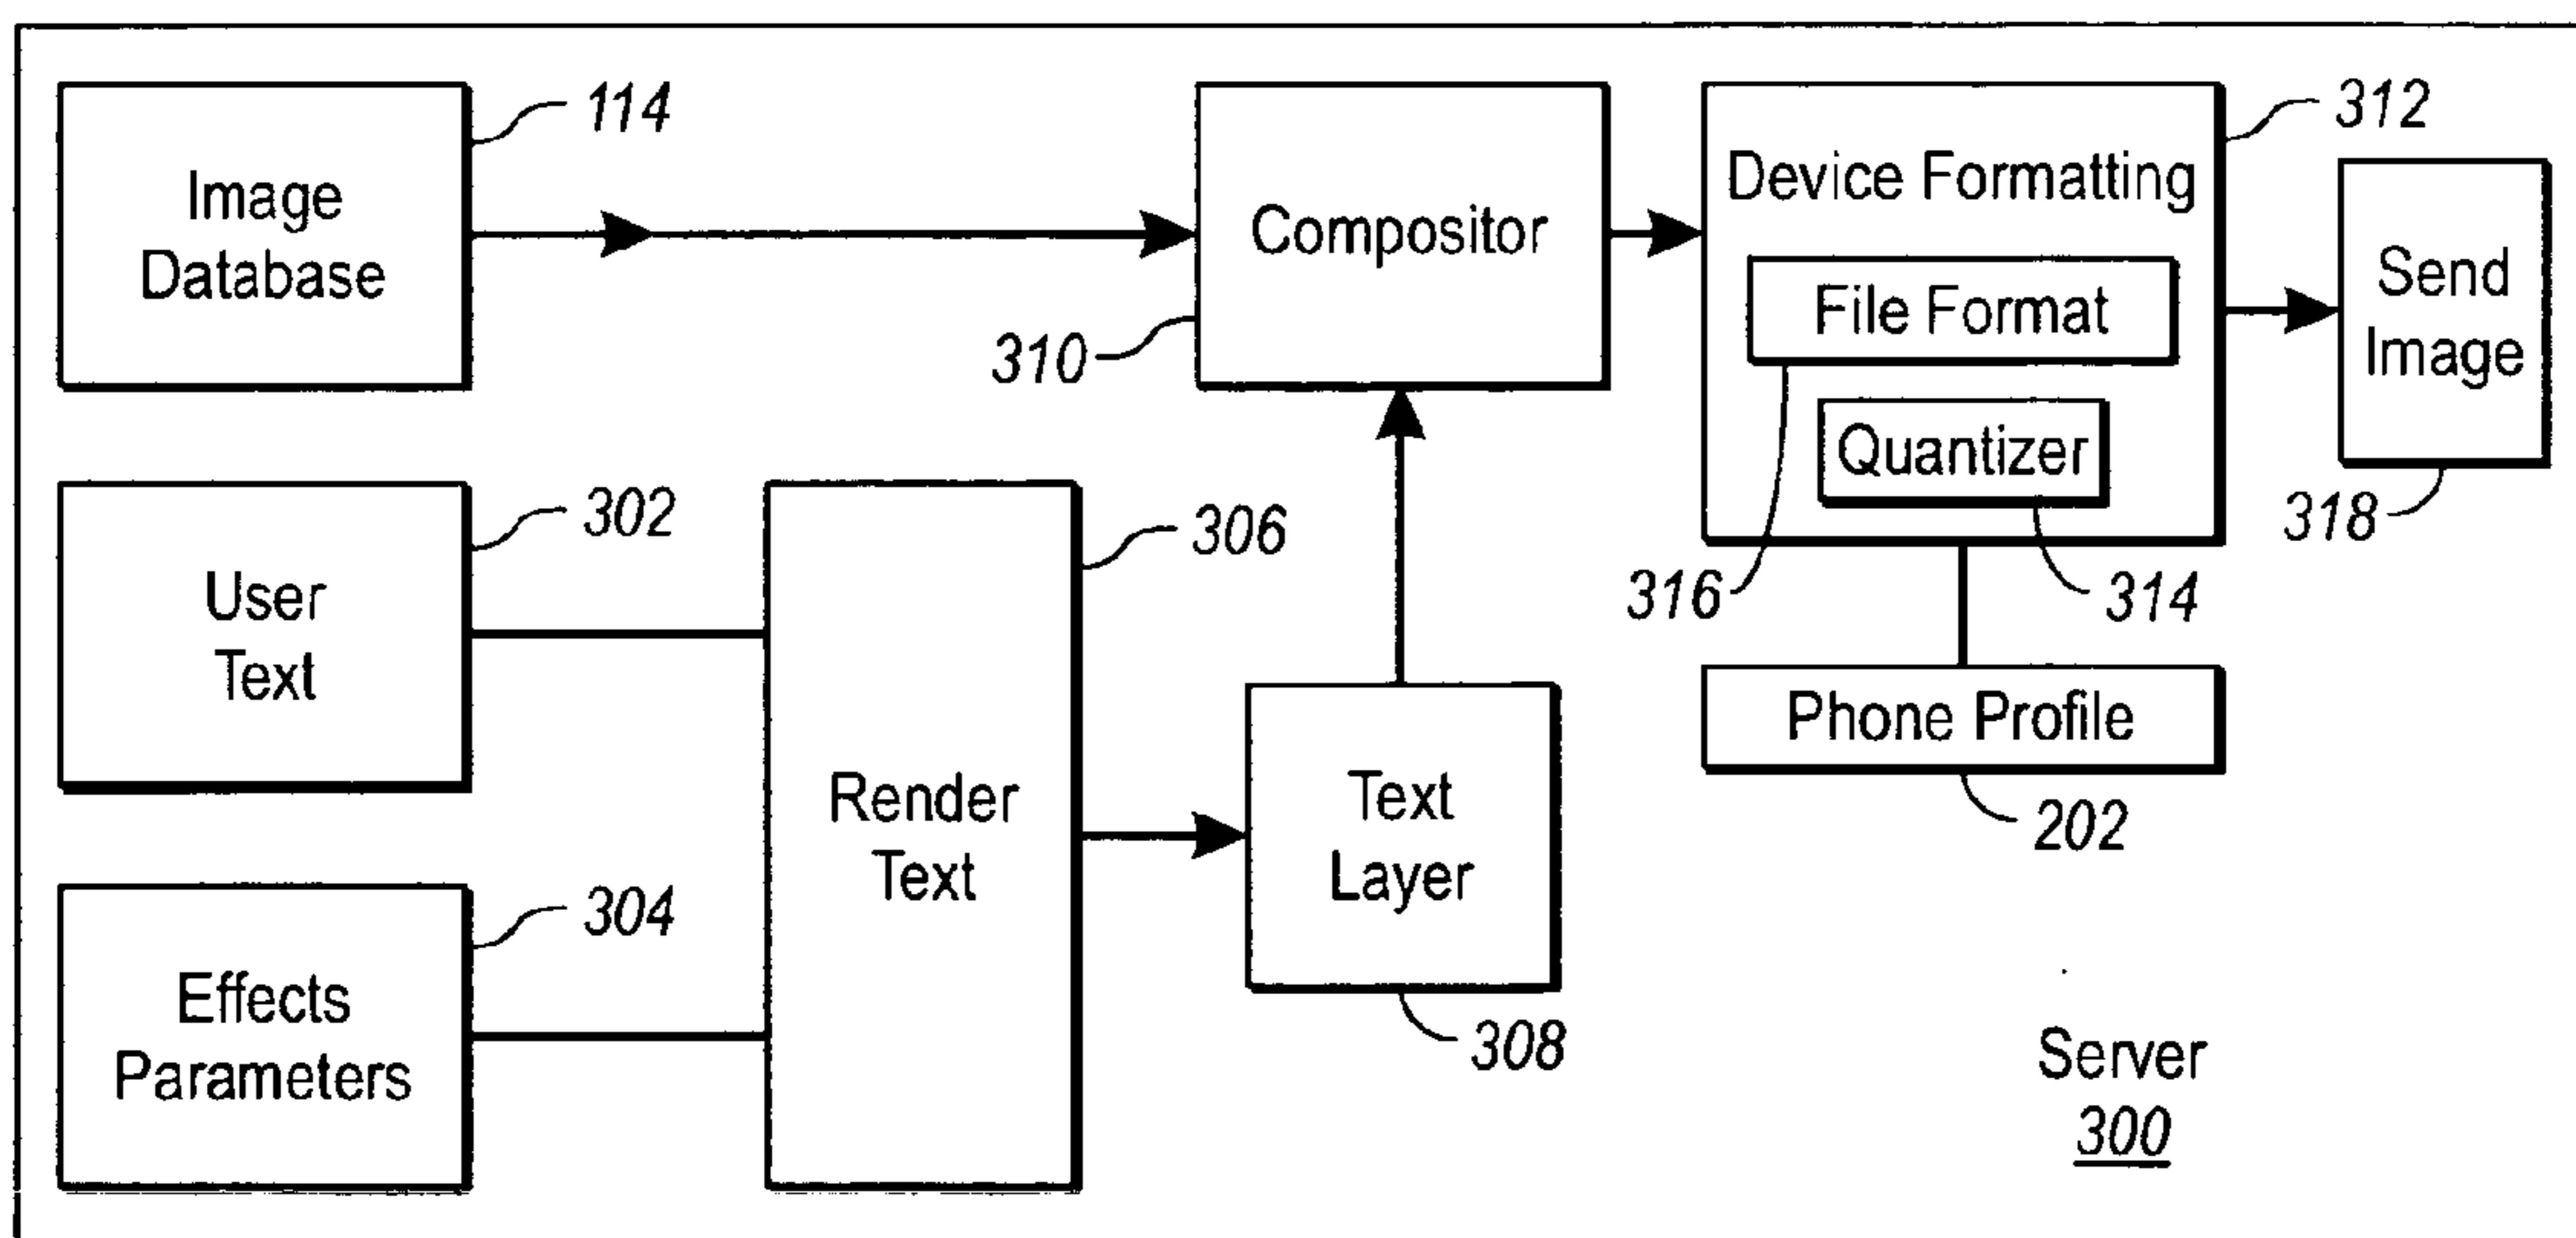 114
Image
Database
310
Compositor
312
Device Formatting
File Format
Quantizer
316
314
Send
Image
318
302
User
Text
304
Effects
Parameters
306
Render
Text
Text
Layer
308
Phone Profile
202
Server
300